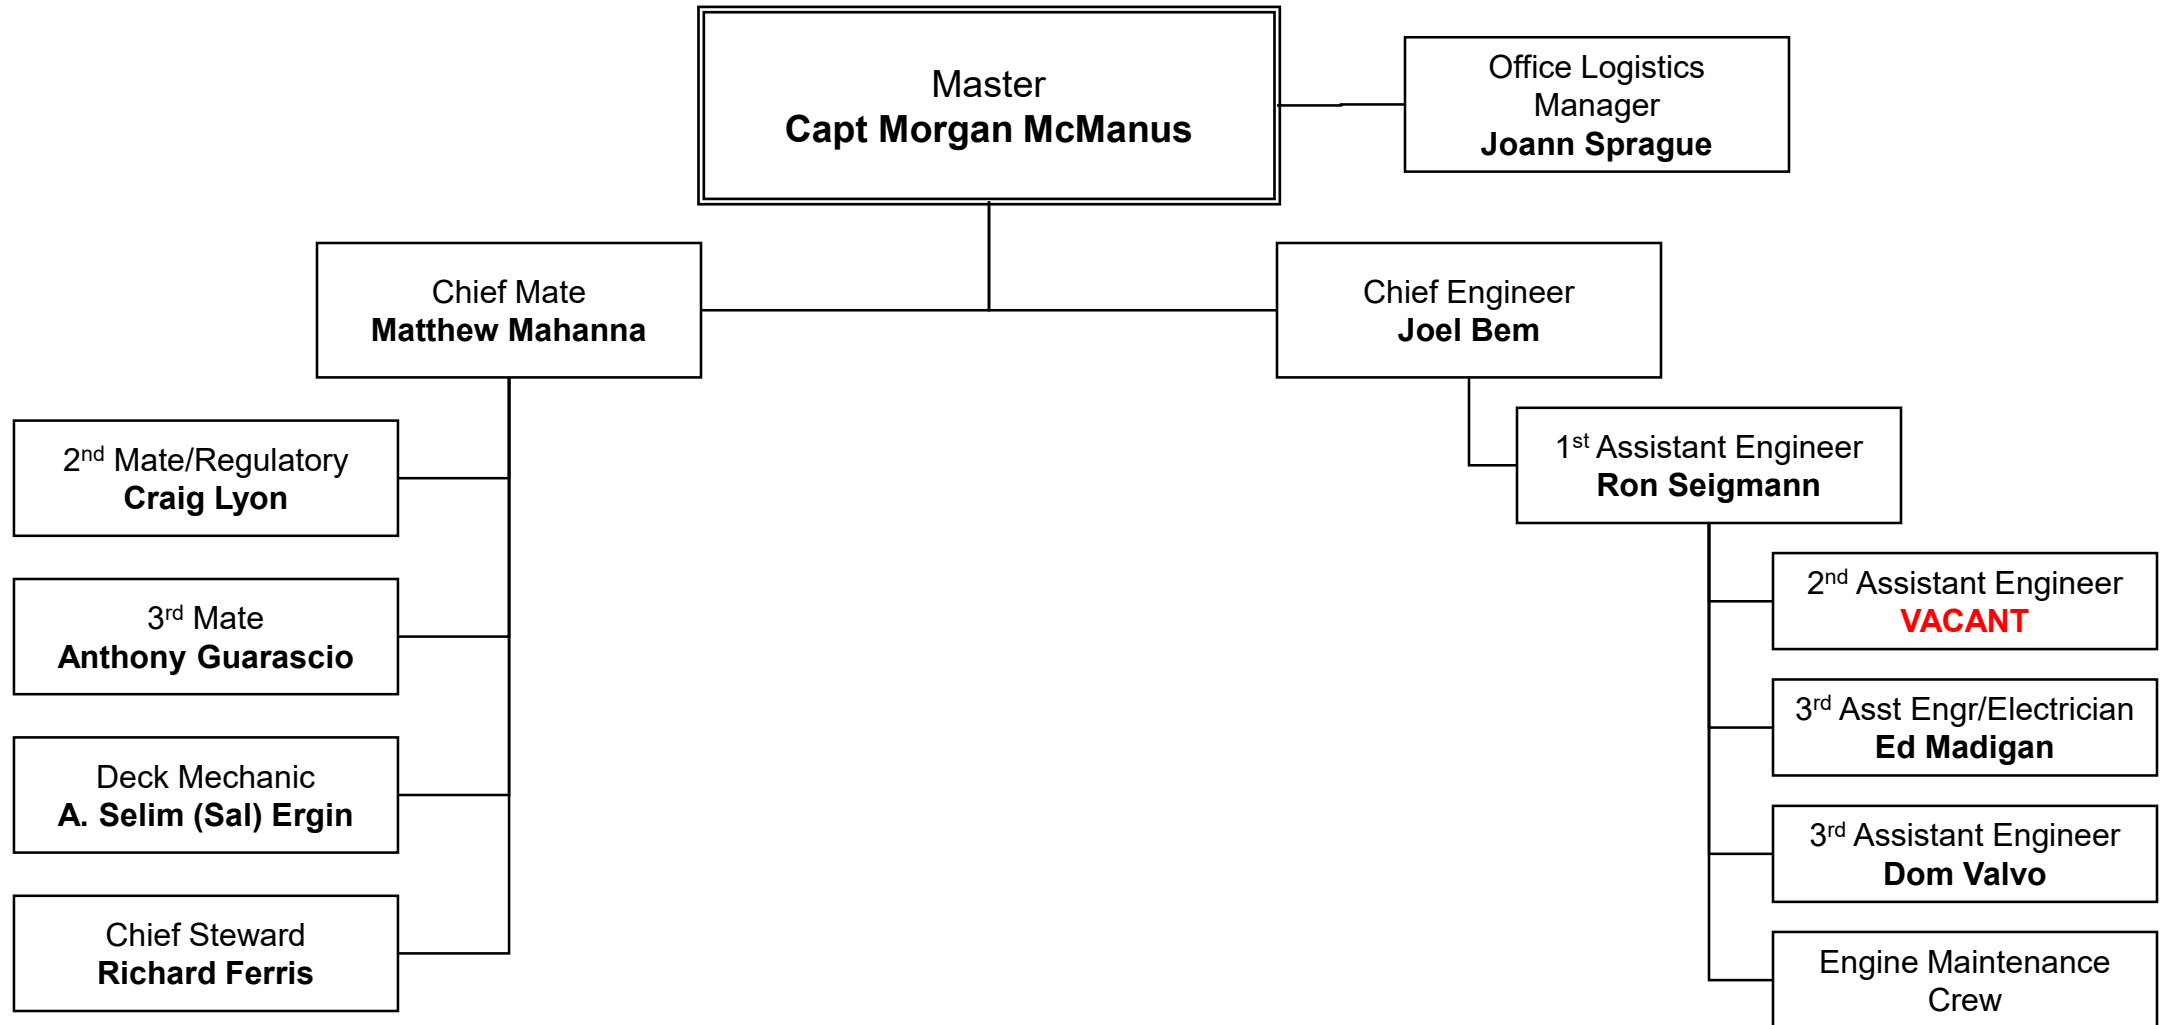 Master
Capt Morgan McManus
Office Logistics
Manager
Joann Sprague
Chief Mate
Matthew Mahanna
Chief Engineer
Joel Bem
2nd Mate/Regulatory
Craig Lyon
3rd Mate
Anthony Guarascio
Deck Mechanic
A. Selim (Sal) Ergin
Chief Steward
Richard Ferris
1st Assistant Engineer
Ron Seigmann
2nd Assistant Engineer
VACANT
3rd Asst Engr/Electrician
Ed Madigan
3rd Assistant Engineer
Dom Valvo
Engine Maintenance
Crew